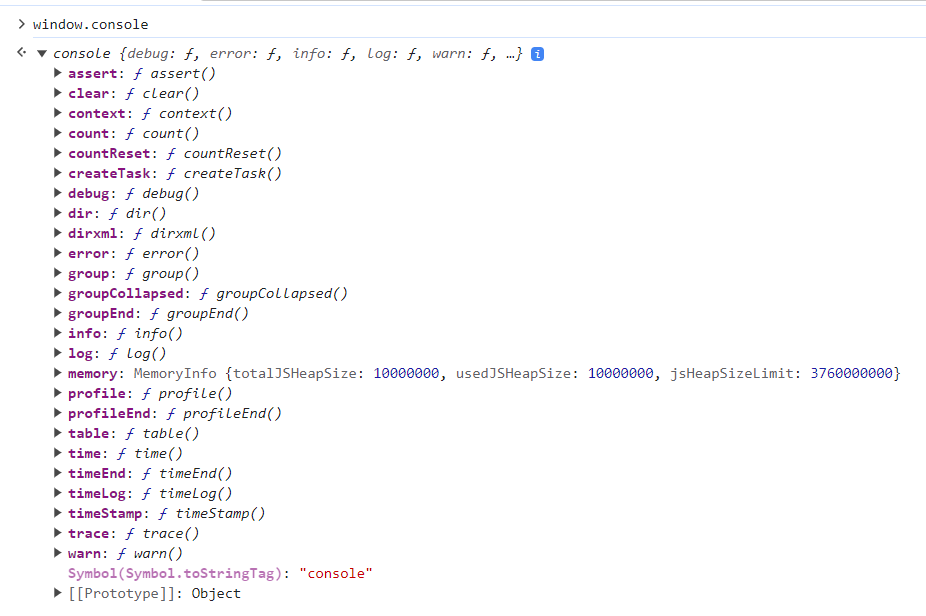 > window.console
console {debug: ƒ, error: ƒ, info: ƒ, log: ƒ, warn: ƒ, …} i
assert: ƒ assert()
clear: ƒ clear()
context: ƒ context()
count: ƒ count()
countReset: ƒ countReset()
createTask: ƒ createTask()
debug: ƒ debug()
dir: ƒ dir()
dirxml: ƒ dirxml()
error: ƒ error()
group: ƒ group()
groupCollapsed: ƒ groupCollapsed()
groupEnd: ƒ groupEnd()
info: ƒ info()
log: ƒ log()
memory: MemoryInfo {totalJSHeapSize: 10000000, usedJSHeapSize: 10000000, jsHeapSizeLimit: 3760000000}
profile: ƒ profile()
profileEnd: ƒ profileEnd()
table: ƒ table()
time: ƒ time()
timeEnd: ƒ timeEnd()
timeLog: ƒ timeLog()
timeStamp: ƒ timeStamp()
trace: ƒ trace()
warn: ƒ warn()
Symbol(Symbol.toStringTag): "console"
[[Prototype]]: Object